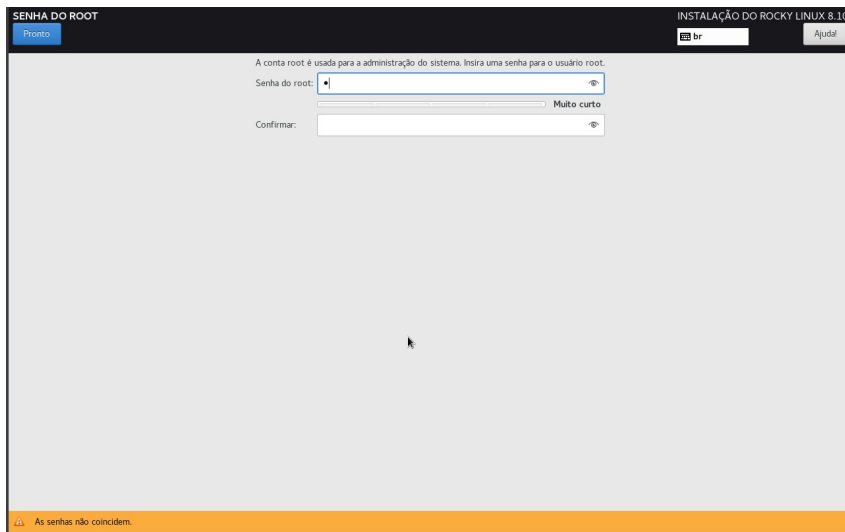 SENHA DO ROOT
INSTALAÇÃO DO ROCKY LINUX 8.10
Pronto
br
Ajuda!
A conta root é usada para a administração do sistema. Insira uma senha para o usuário root.
Senha do root:
Muito curto
Confirmar:
As senhas não coincidem.